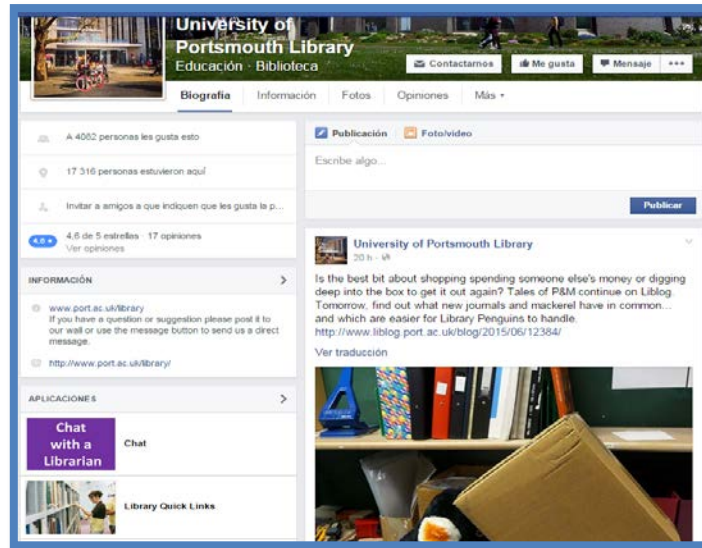 University of
Portsmouth Library
Educación · Biblioteca
Contactarnos
Me gusta
Mensaje
•••
Biografía
Información
Fotos
Opiniones
Más
A 4062 personas les gusta esto
17 316 personas estuvieron aquí
Invitar a amigos a que indiquen que les gusta la p...
4,6 ★
4,6 de 5 estrellas · 17 opiniones
Ver opiniones
INFORMACIÓN
www.port.ac.uk/library
If you have a question or suggestion please post it to
our wall or use the message button to send us a direct
message.
http://www.port.ac.uk/library/
APLICACIONES
Chat
with a
Librarian
Chat
Library Quick Links
Publicación
Foto/video
Escribe algo...
Publicar
University of Portsmouth Library
20 h ·
Is the best bit about shopping spending someone else's money or digging
deep into the box to get it out again? Tales of P&M continue on Liblog.
Tomorrow, find out what new journals and mackerel have in common...
and which are easier for Library Penguins to handle.
http://www.liblog.port.ac.uk/blog/2015/06/12384/
Ver traducción